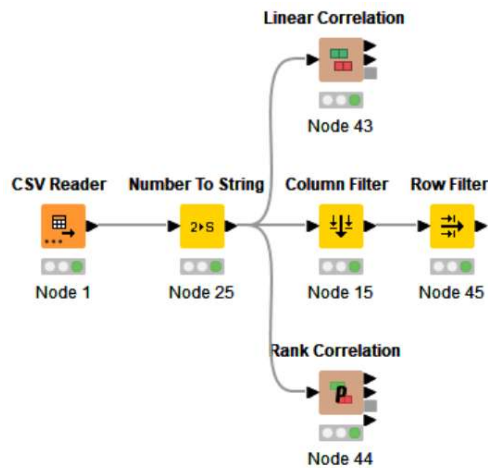 Linear Correlation
Node 43
CSV Reader
Number To String
Column Filter
Row Filter
2▸S
Node 1
Node 25
Node 15
Node 45
Rank Correlation
ρ
Node 44